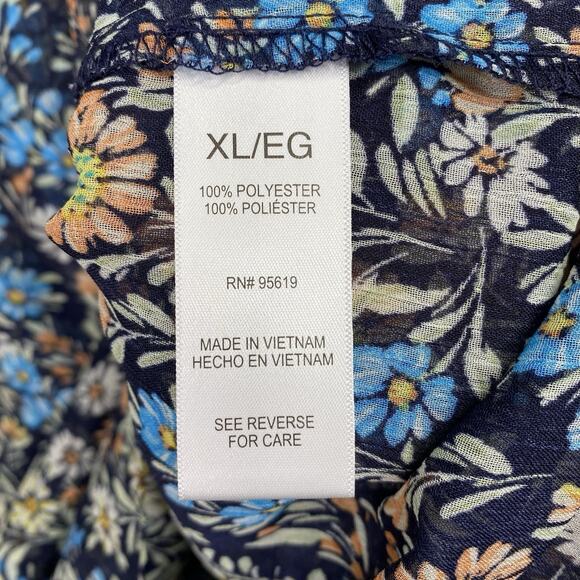 XL/EG
100% POLYESTER
100% POLIÉSTER
RN# 95619
MADE IN VIETNAM
HECHO EN VIETNAM
SEE REVERSE
FOR CARE